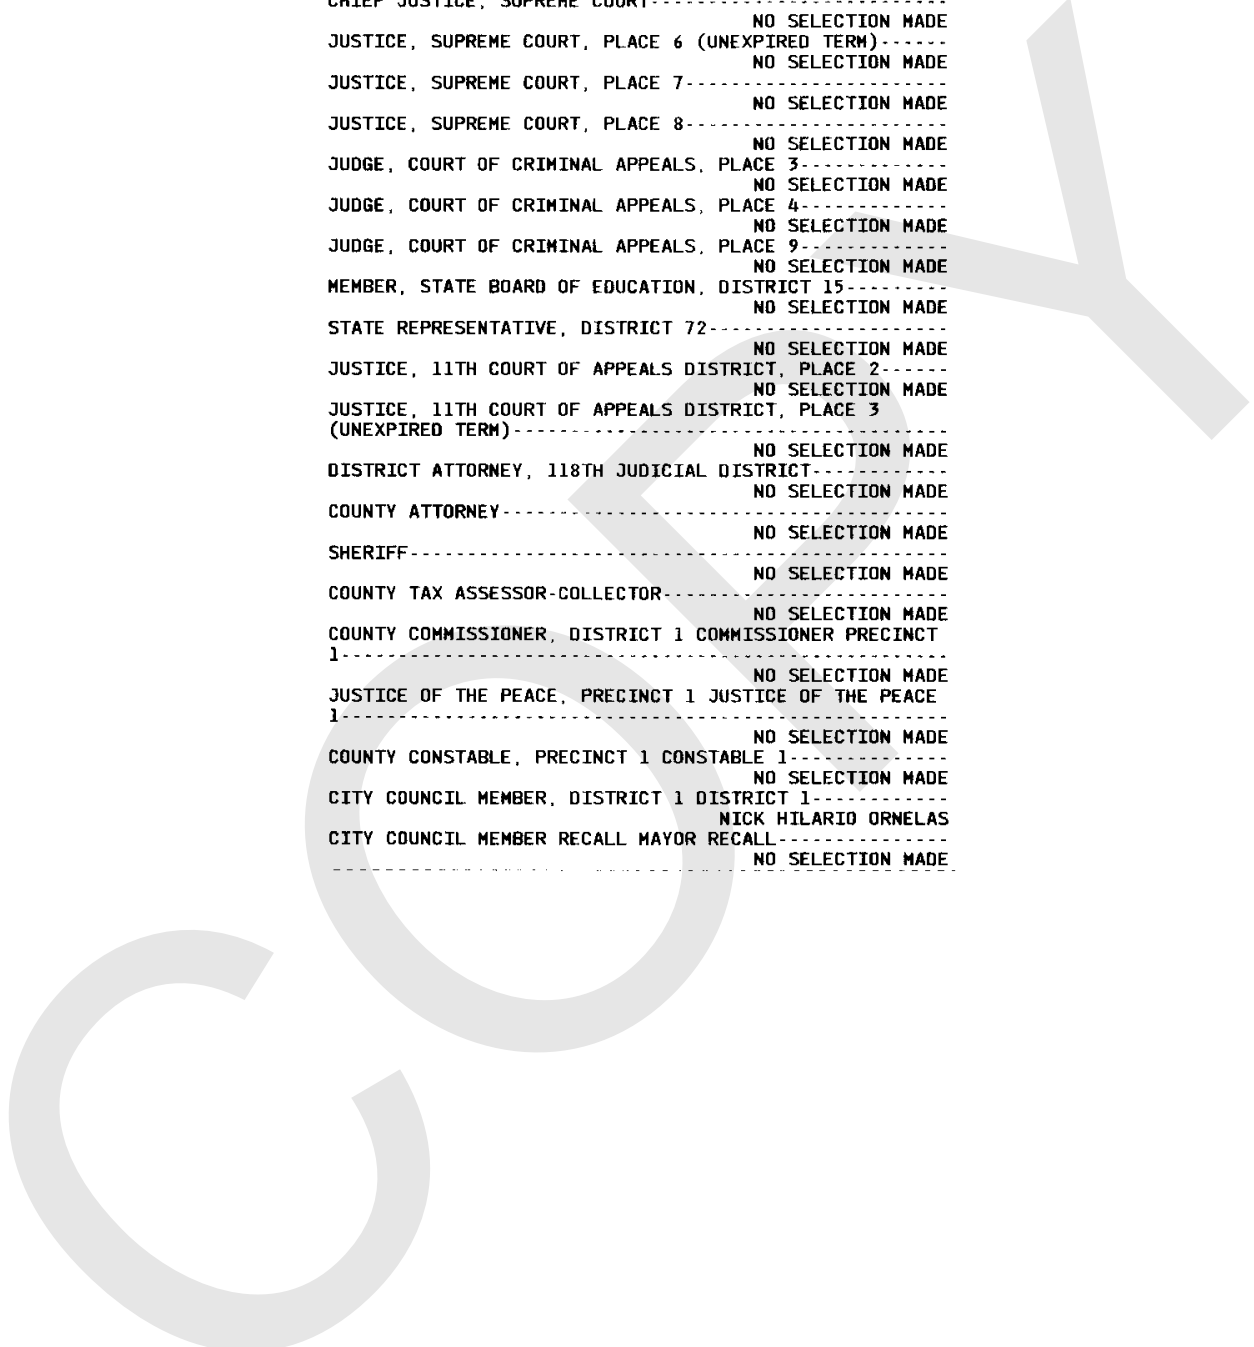 CHIEF JUSTICE, SUPREME COURT---------------------------
NO SELECTION MADE
JUSTICE, SUPREME COURT, PLACE 6 (UNEXPIRED TERM)------
NO SELECTION MADE
JUSTICE, SUPREME COURT, PLACE 7-----------------------
NO SELECTION MADE
JUSTICE, SUPREME COURT, PLACE 8-----------------------
NO SELECTION MADE
JUDGE, COURT OF CRIMINAL APPEALS, PLACE 3-------------
NO SELECTION MADE
JUDGE, COURT OF CRIMINAL APPEALS, PLACE 4-------------
NO SELECTION MADE
JUDGE, COURT OF CRIMINAL APPEALS, PLACE 9-------------
NO SELECTION MADE
MEMBER, STATE BOARD OF EDUCATION, DISTRICT 15---------
NO SELECTION MADE
STATE REPRESENTATIVE, DISTRICT 72---------------------
NO SELECTION MADE
JUSTICE, 11TH COURT OF APPEALS DISTRICT, PLACE 2------
NO SELECTION MADE
JUSTICE, 11TH COURT OF APPEALS DISTRICT, PLACE 3
(UNEXPIRED TERM)--------------------------------------
NO SELECTION MADE
DISTRICT ATTORNEY, 118TH JUDICIAL DISTRICT------------
NO SELECTION MADE
COUNTY ATTORNEY---------------------------------------
NO SELECTION MADE
SHERIFF-----------------------------------------------
NO SELECTION MADE
COUNTY TAX ASSESSOR-COLLECTOR-------------------------
NO SELECTION MADE
COUNTY COMMISSIONER, DISTRICT 1 COMMISSIONER PRECINCT
1-----------------------------------------------------
NO SELECTION MADE
JUSTICE OF THE PEACE, PRECINCT 1 JUSTICE OF THE PEACE
1-----------------------------------------------------
NO SELECTION MADE
COUNTY CONSTABLE, PRECINCT 1 CONSTABLE 1--------------
NO SELECTION MADE
CITY COUNCIL MEMBER, DISTRICT 1 DISTRICT 1------------
NICK HILARIO ORNELAS
CITY COUNCIL MEMBER RECALL MAYOR RECALL---------------
NO SELECTION MADE
COPY